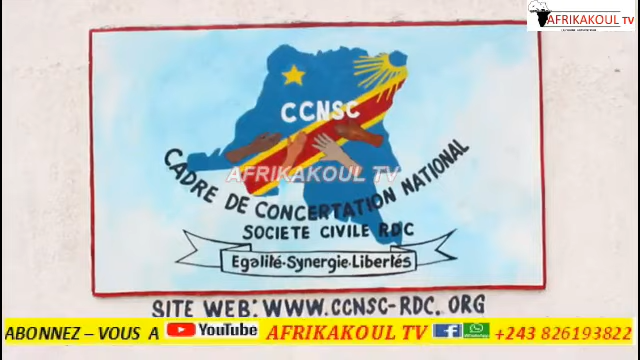 AFRIKAKOUL TV
CCNSC
AFRIKAKOUL TV
CADRE DE CONCERTATION NATIONAL
SOCIETE CIVILE RDC
Egalité-Synergie-Libertés
SITE WEB: WWW.CCNSC-RDC.ORG
ABONNEZ – VOUS A YouTube AFRIKAKOUL TV +243 826193822